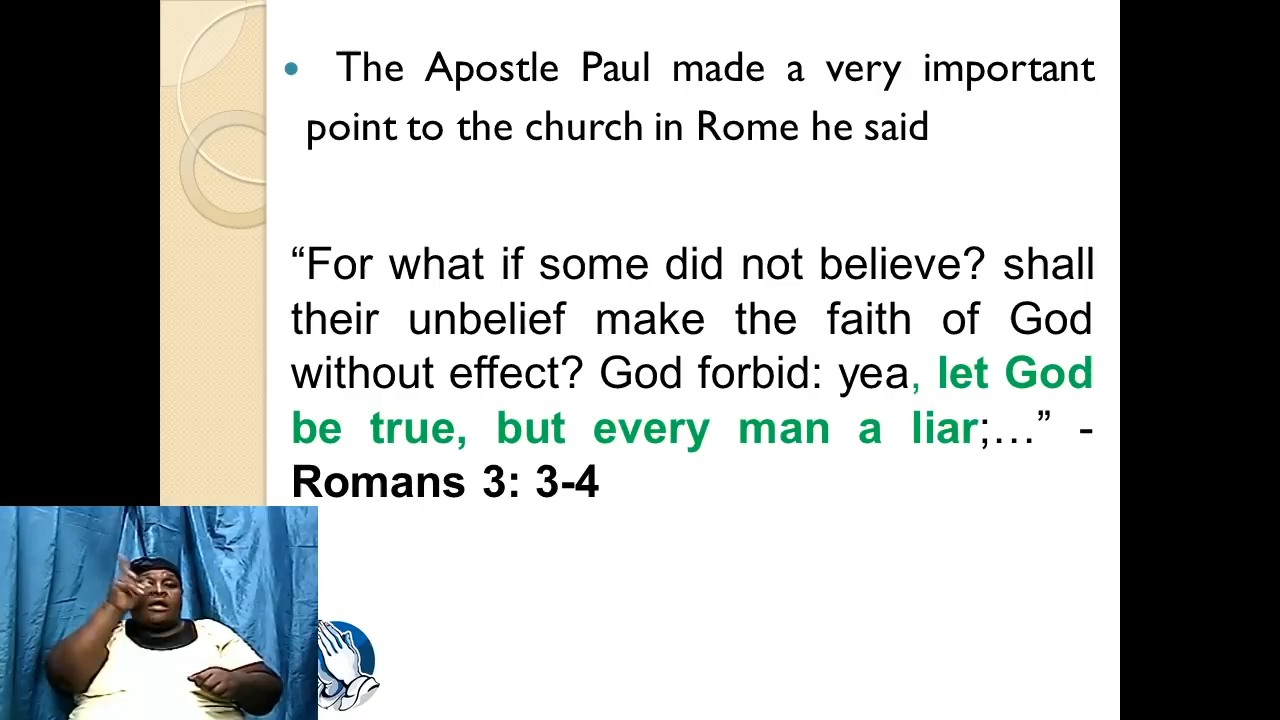 • The Apostle Paul made a very important
point to the church in Rome he said
“For what if some did not believe? shall
their unbelief make the faith of God
without effect? God forbid: yea, let God
be true, but every man a liar;…” -
Romans 3: 3-4